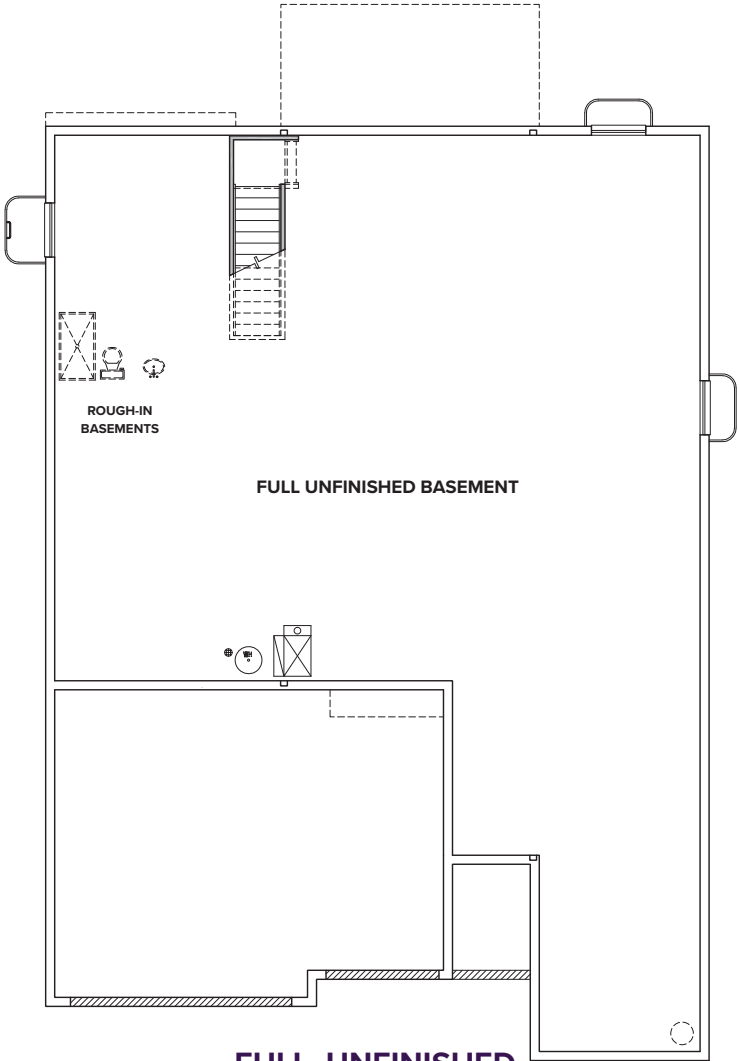 ROUGH-IN
BASEMENTS
FULL UNFINISHED BASEMENT
WH
FULL, UNFINISHED